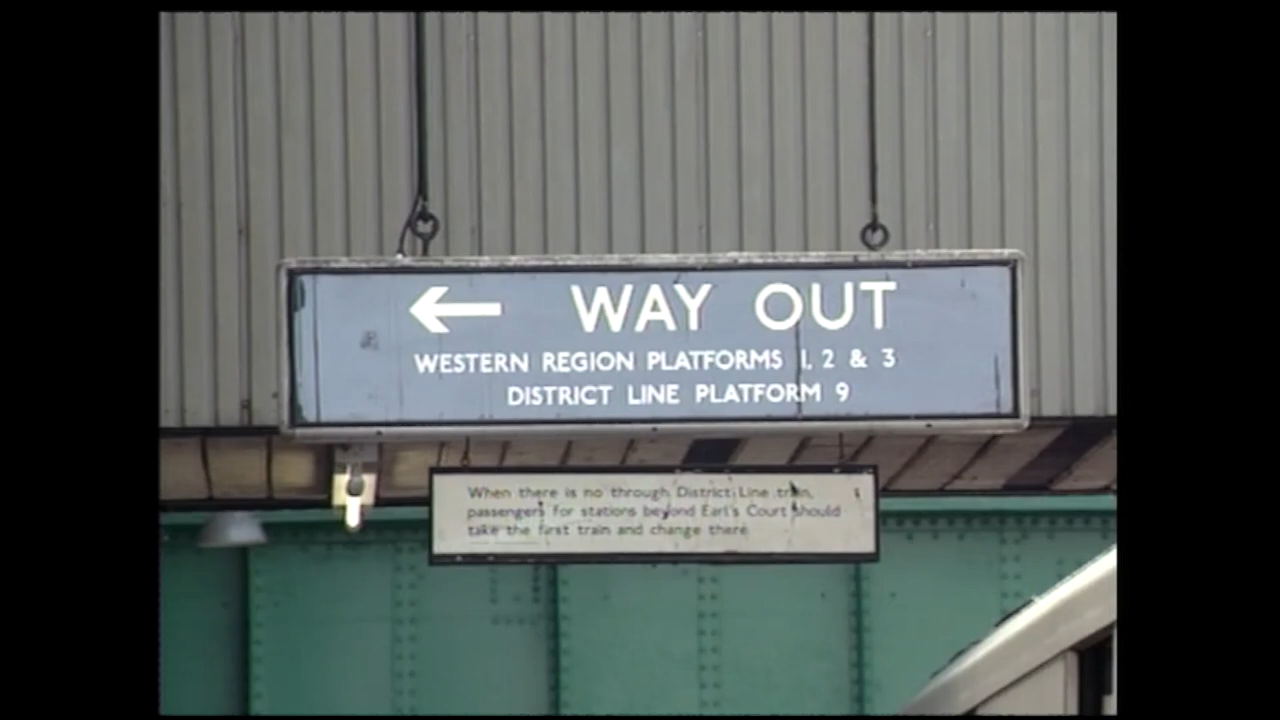 ← WAY OUT
WESTERN REGION PLATFORMS 1, 2 & 3
DISTRICT LINE PLATFORM 9
When there is no through District Line train,
passengers for stations beyond Earl's Court should
take the first train and change there